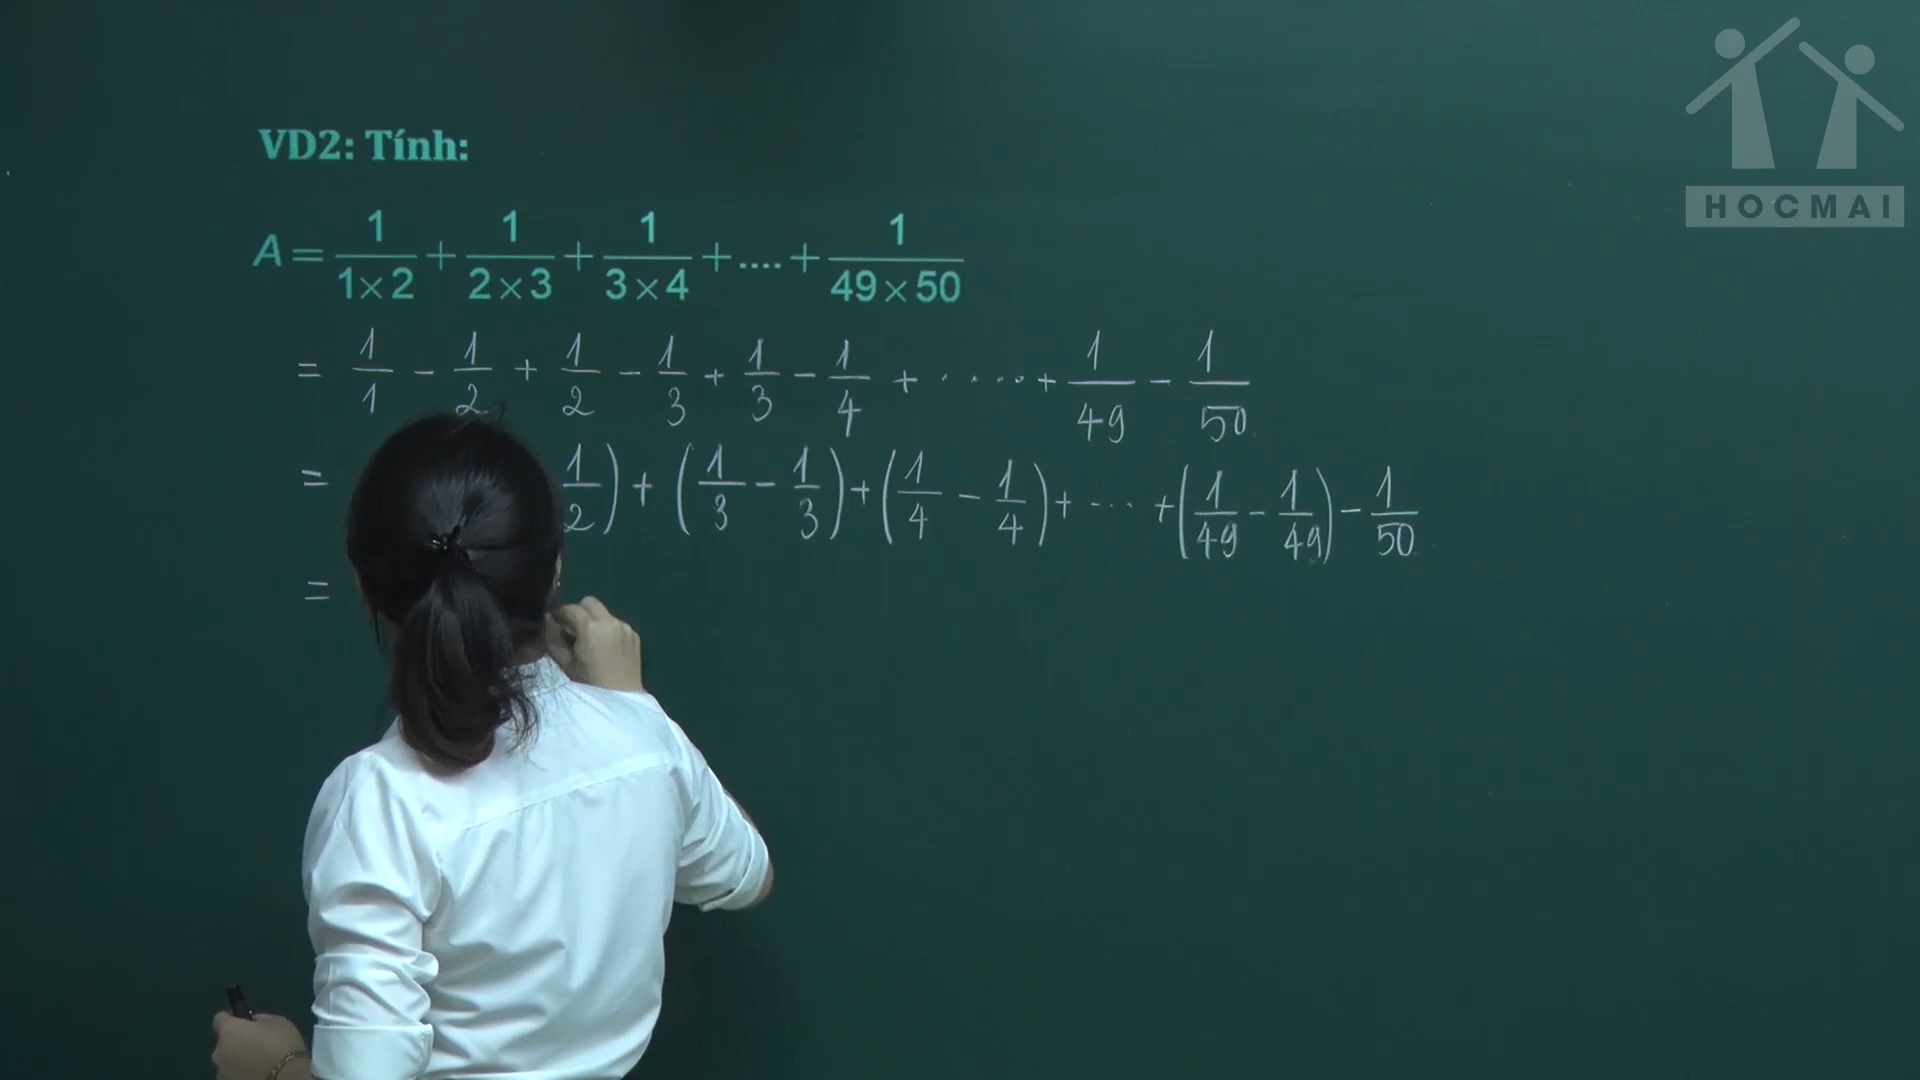 HOCMAI
VD2: Tính:
A = 1/(1×2) + 1/(2×3) + 1/(3×4) + .... + 1/(49×50)
= 1/1 - 1/2 + 1/2 - 1/3 + 1/3 - 1/4 + ..... + 1/49 - 1/50
= 1/2) + (1/3 - 1/3) + (1/4 - 1/4) + ... + (1/49 - 1/49) - 1/50
=